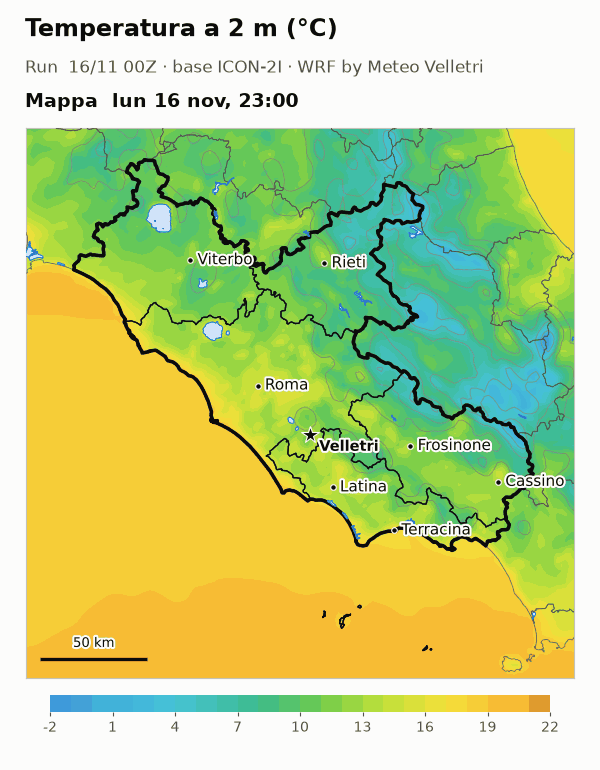 Temperatura a 2 m (°C)
Run  16/11 00Z · base ICON-2I · WRF by Meteo Velletri
Mappa  lun 16 nov, 23:00
Viterbo
Rieti
Roma
Velletri
Frosinone
Cassino
Latina
Terracina
50 km
-2 1 4 7 10 13 16 19 22